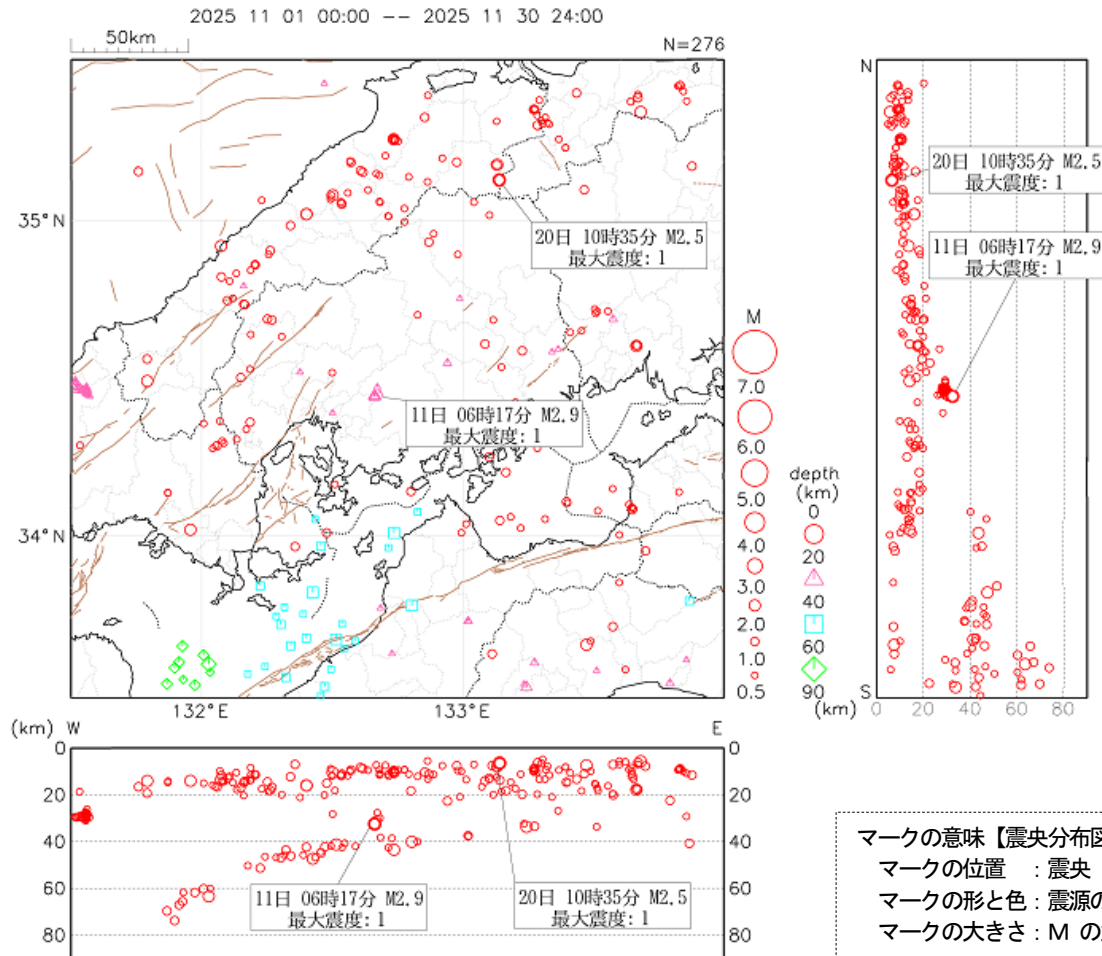 2025 11 01 00:00 -- 2025 11 30 24:00
50km
N=276
35°N
34°N
132°E
133°E
20日 10時35分 M2.5
最大震度:1
11日 06時17分 M2.9
最大震度:1
M
7.0
6.0
5.0
4.0
3.0
2.0
1.0
0.5
depth
(km)
0
20
40
60
90
(km)
N
S
20日 10時35分 M2.5
最大震度:1
11日 06時17分 M2.9
最大震度:1
0 20 40 60 80
(km) W
E
0
20
40
60
80
0
20
40
60
80
11日 06時17分 M2.9
最大震度:1
20日 10時35分 M2.5
最大震度:1
マークの意味【震央分布図
マークの位置 :震央
マークの形と色:震源の
マークの大きさ:M の